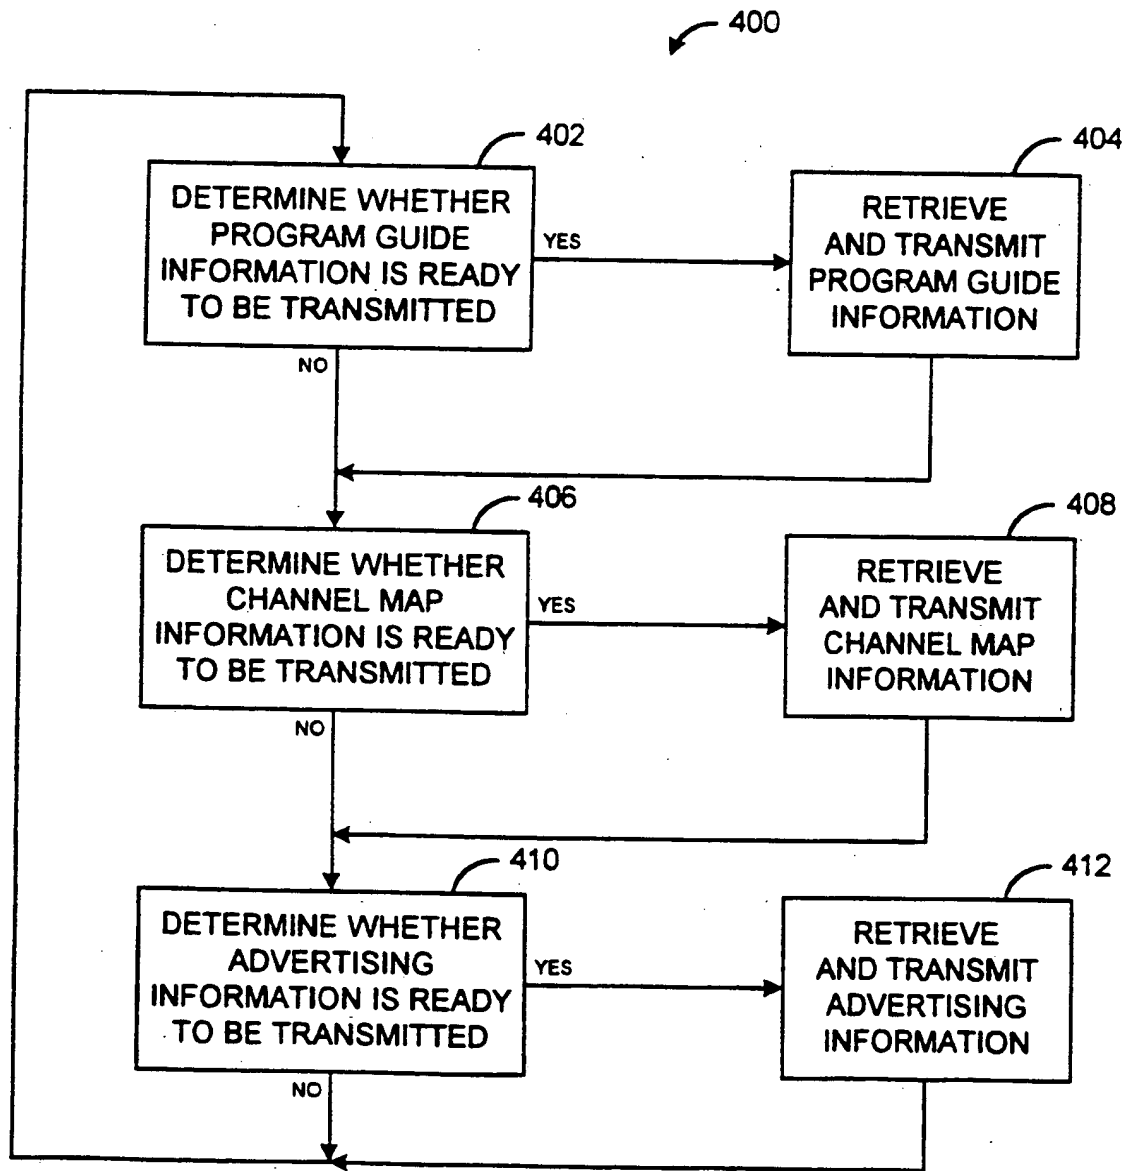 400
402
DETERMINE WHETHER
PROGRAM GUIDE
INFORMATION IS READY
TO BE TRANSMITTED
YES
NO
404
RETRIEVE
AND TRANSMIT
PROGRAM GUIDE
INFORMATION
406
DETERMINE WHETHER
CHANNEL MAP
INFORMATION IS READY
TO BE TRANSMITTED
YES
NO
408
RETRIEVE
AND TRANSMIT
CHANNEL MAP
INFORMATION
410
DETERMINE WHETHER
ADVERTISING
INFORMATION IS READY
TO BE TRANSMITTED
YES
NO
412
RETRIEVE
AND TRANSMIT
ADVERTISING
INFORMATION